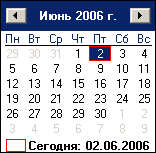 Июнь 2006 г.
Пн Вт Ср Чт Пт Сб Вс
29 30 31 1 2 3 4
5 6 7 8 9 10 11
12 13 14 15 16 17 18
19 20 21 22 23 24 25
26 27 28 29 30 1 2
3 4 5 6 7 8 9
Сегодня: 02.06.2006